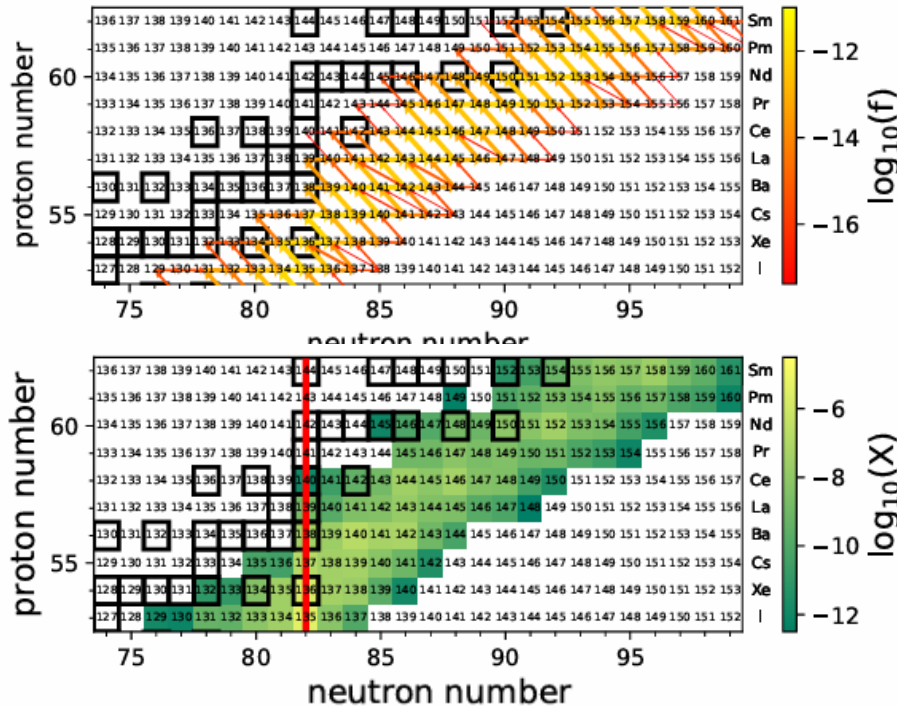 136 137 138 139 140 141 142 143 144 145 146 147 148 149 150 151 152 153 154 155 156 157 158 159 160 161 Sm
135 136 137 138 139 140 141 142 143 144 145 146 147 148 149 150 151 152 153 154 155 156 157 158 159 160 Pm
60 134 135 136 137 138 139 140 141 142 143 144 145 146 147 148 149 150 151 152 153 154 155 156 157 158 159 Nd
133 134 135 136 137 138 139 140 141 142 143 144 145 146 147 148 149 150 151 152 153 154 155 156 157 158 Pr
132 133 134 135 136 137 138 139 140 141 142 143 144 145 146 147 148 149 150 151 152 153 154 155 156 157 Ce
131 132 133 134 135 136 137 138 139 140 141 142 143 144 145 146 147 148 149 150 151 152 153 154 155 156 La
130 131 132 133 134 135 136 137 138 139 140 141 142 143 144 145 146 147 148 149 150 151 152 153 154 155 Ba
55 129 130 131 132 133 134 135 136 137 138 139 140 141 142 143 144 145 146 147 148 149 150 151 152 153 154 Cs
128 129 130 131 132 133 134 135 136 137 138 139 140 141 142 143 144 145 146 147 148 149 150 151 152 153 Xe
127 128 129 130 131 132 133 134 135 136 137 138 139 140 141 142 143 144 145 146 147 148 149 150 151 152 I
proton number
75 80 85 90 95
neutron number
−12
−14
−16
log10(f)
136 137 138 139 140 141 142 143 144 145 146 147 148 149 150 151 152 153 154 155 156 157 158 159 160 161 Sm
135 136 137 138 139 140 141 142 143 144 145 146 147 148 149 150 151 152 153 154 155 156 157 158 159 160 Pm
60 134 135 136 137 138 139 140 141 142 143 144 145 146 147 148 149 150 151 152 153 154 155 156 157 158 159 Nd
133 134 135 136 137 138 139 140 141 142 143 144 145 146 147 148 149 150 151 152 153 154 155 156 157 158 Pr
132 133 134 135 136 137 138 139 140 141 142 143 144 145 146 147 148 149 150 151 152 153 154 155 156 157 Ce
131 132 133 134 135 136 137 138 139 140 141 142 143 144 145 146 147 148 149 150 151 152 153 154 155 156 La
130 131 132 133 134 135 136 137 138 139 140 141 142 143 144 145 146 147 148 149 150 151 152 153 154 155 Ba
55 129 130 131 132 133 134 135 136 137 138 139 140 141 142 143 144 145 146 147 148 149 150 151 152 153 154 Cs
128 129 130 131 132 133 134 135 136 137 138 139 140 141 142 143 144 145 146 147 148 149 150 151 152 153 Xe
127 128 129 130 131 132 133 134 135 136 137 138 139 140 141 142 143 144 145 146 147 148 149 150 151 152 I
proton number
75 80 85 90 95
neutron number
−6
−8
−10
−12
log10(X)